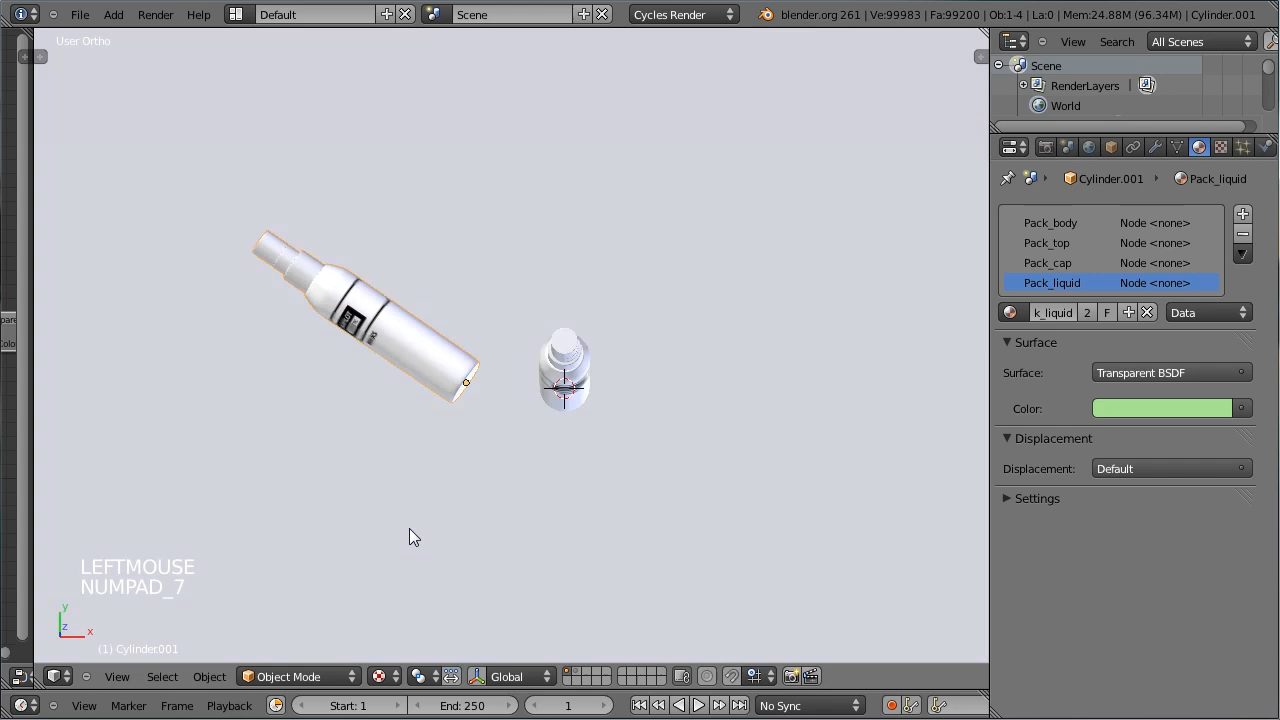 File Add Render Help Default Scene Cycles Render blender.org 261 | Ve:99983 | Fa:99200 | Ob:1-4 | La:0 | Mem:24.88M (96.34M) | Cylinder.001
User Ortho
View Search All Scenes
Scene
RenderLayers |
World
Cylinder.001 Pack_liquid
Pack_body Node <none>
Pack_top Node <none>
Pack_cap Node <none>
Pack_liquid Node <none>
k_liquid 2 F Data
Surface
Surface: Transparent BSDF
Color:
Displacement
Displacement: Default
Settings
LEFTMOUSE
NUMPAD_7
y
z x
(1) Cylinder.001
View Select Object Object Mode Global
View Marker Frame Playback Start: 1 End: 250 1 No Sync